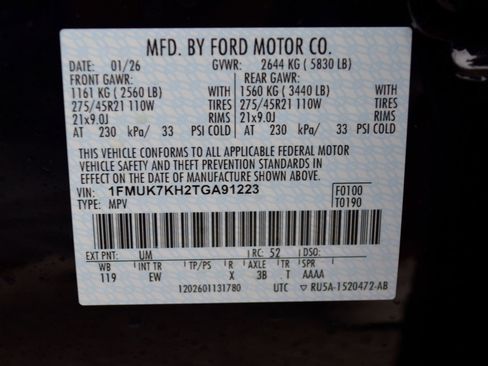 MFD. BY FORD MOTOR CO.
DATE: 01/26 GVWR: 2644 KG ( 5830 LB)
FRONT GAWR: REAR GAWR:
1161 KG ( 2560 LB) 1560 KG ( 3440 LB)
WITH WITH
275/45R21 110W TIRES 275/45R21 110W TIRES
21x9.0J RIMS 21x9.0J RIMS
AT 230 kPa/ 33 PSI COLD AT 230 kPa/ 33 PSI COLD
THIS VEHICLE CONFORMS TO ALL APPLICABLE FEDERAL MOTOR
VEHICLE SAFETY AND THEFT PREVENTION STANDARDS IN
EFFECT ON THE DATE OF MANUFACTURE SHOWN ABOVE.
VIN: 1FMUK7KH2TGA91223 F0100
TYPE: MPV T0190
EXT PNT: UM RC: 52 DSO:
WB INT TR TP/PS R AXLE TR SPR
119 EW X 3B T AAAA
1202601131780 UTC ▽ RU5A-1520472-AB